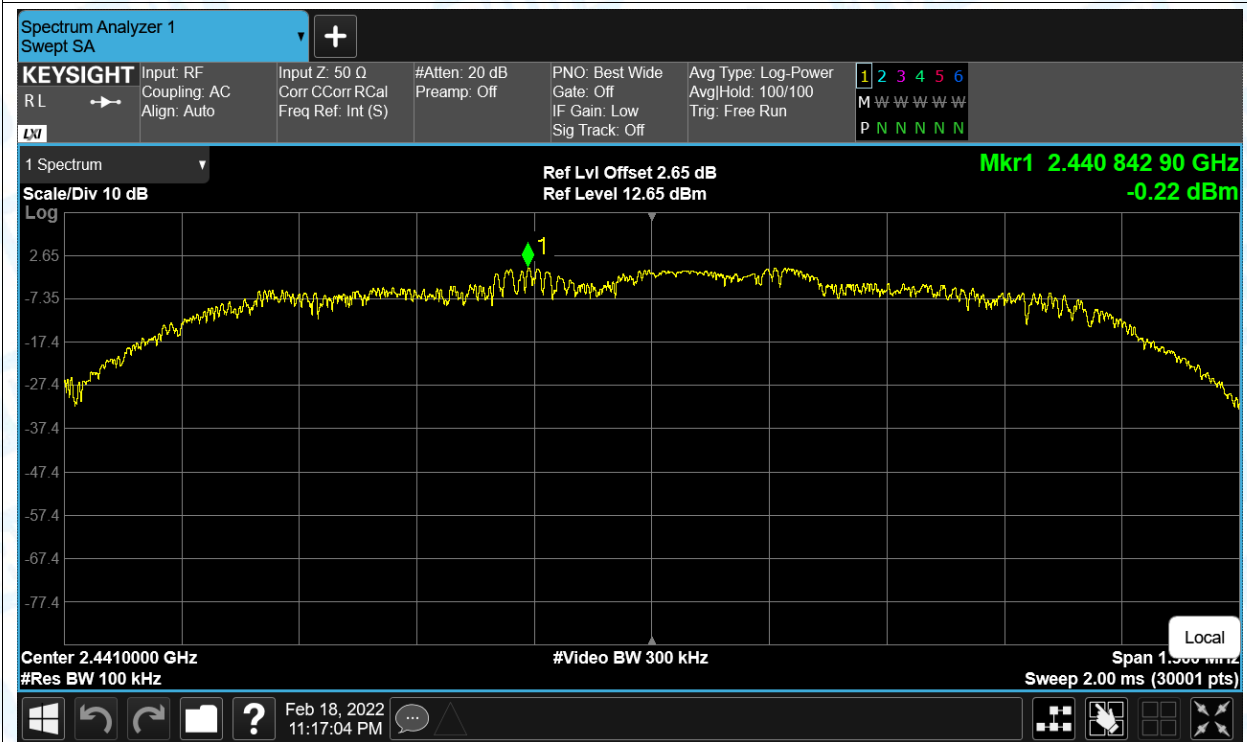 Spectrum Analyzer 1
Swept SA
KEYSIGHT
R L
LXI
Input: RF
Coupling: AC
Align: Auto
Input Z: 50 Ω
Corr CCorr RCal
Freq Ref: Int (S)
#Atten: 20 dB
Preamp: Off
PNO: Best Wide
Gate: Off
IF Gain: Low
Sig Track: Off
Avg Type: Log-Power
Avg|Hold: 100/100
Trig: Free Run
1 2 3 4 5 6
M W W W W W
P N N N N N
1 Spectrum
Scale/Div 10 dB
Log
Ref Lvl Offset 2.65 dB
Ref Level 12.65 dBm
Mkr1 2.440 842 90 GHz
-0.22 dBm
1
2.65
-7.35
-17.4
-27.4
-37.4
-47.4
-57.4
-67.4
-77.4
Local
Center 2.4410000 GHz
#Res BW 100 kHz
#Video BW 300 kHz
Span
Sweep 2.00 ms (30001 pts)
?
Feb 18, 2022
11:17:04 PM